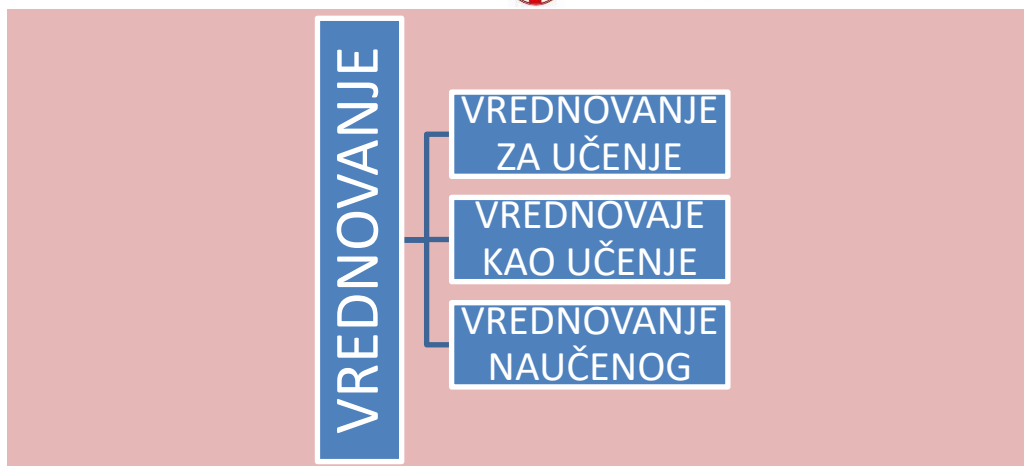 VREDNOVANJE
VREDNOVANJE
ZA UČENJE
VREDNOVAJE
KAO UČENJE
VREDNOVANJE
NAUČENOG